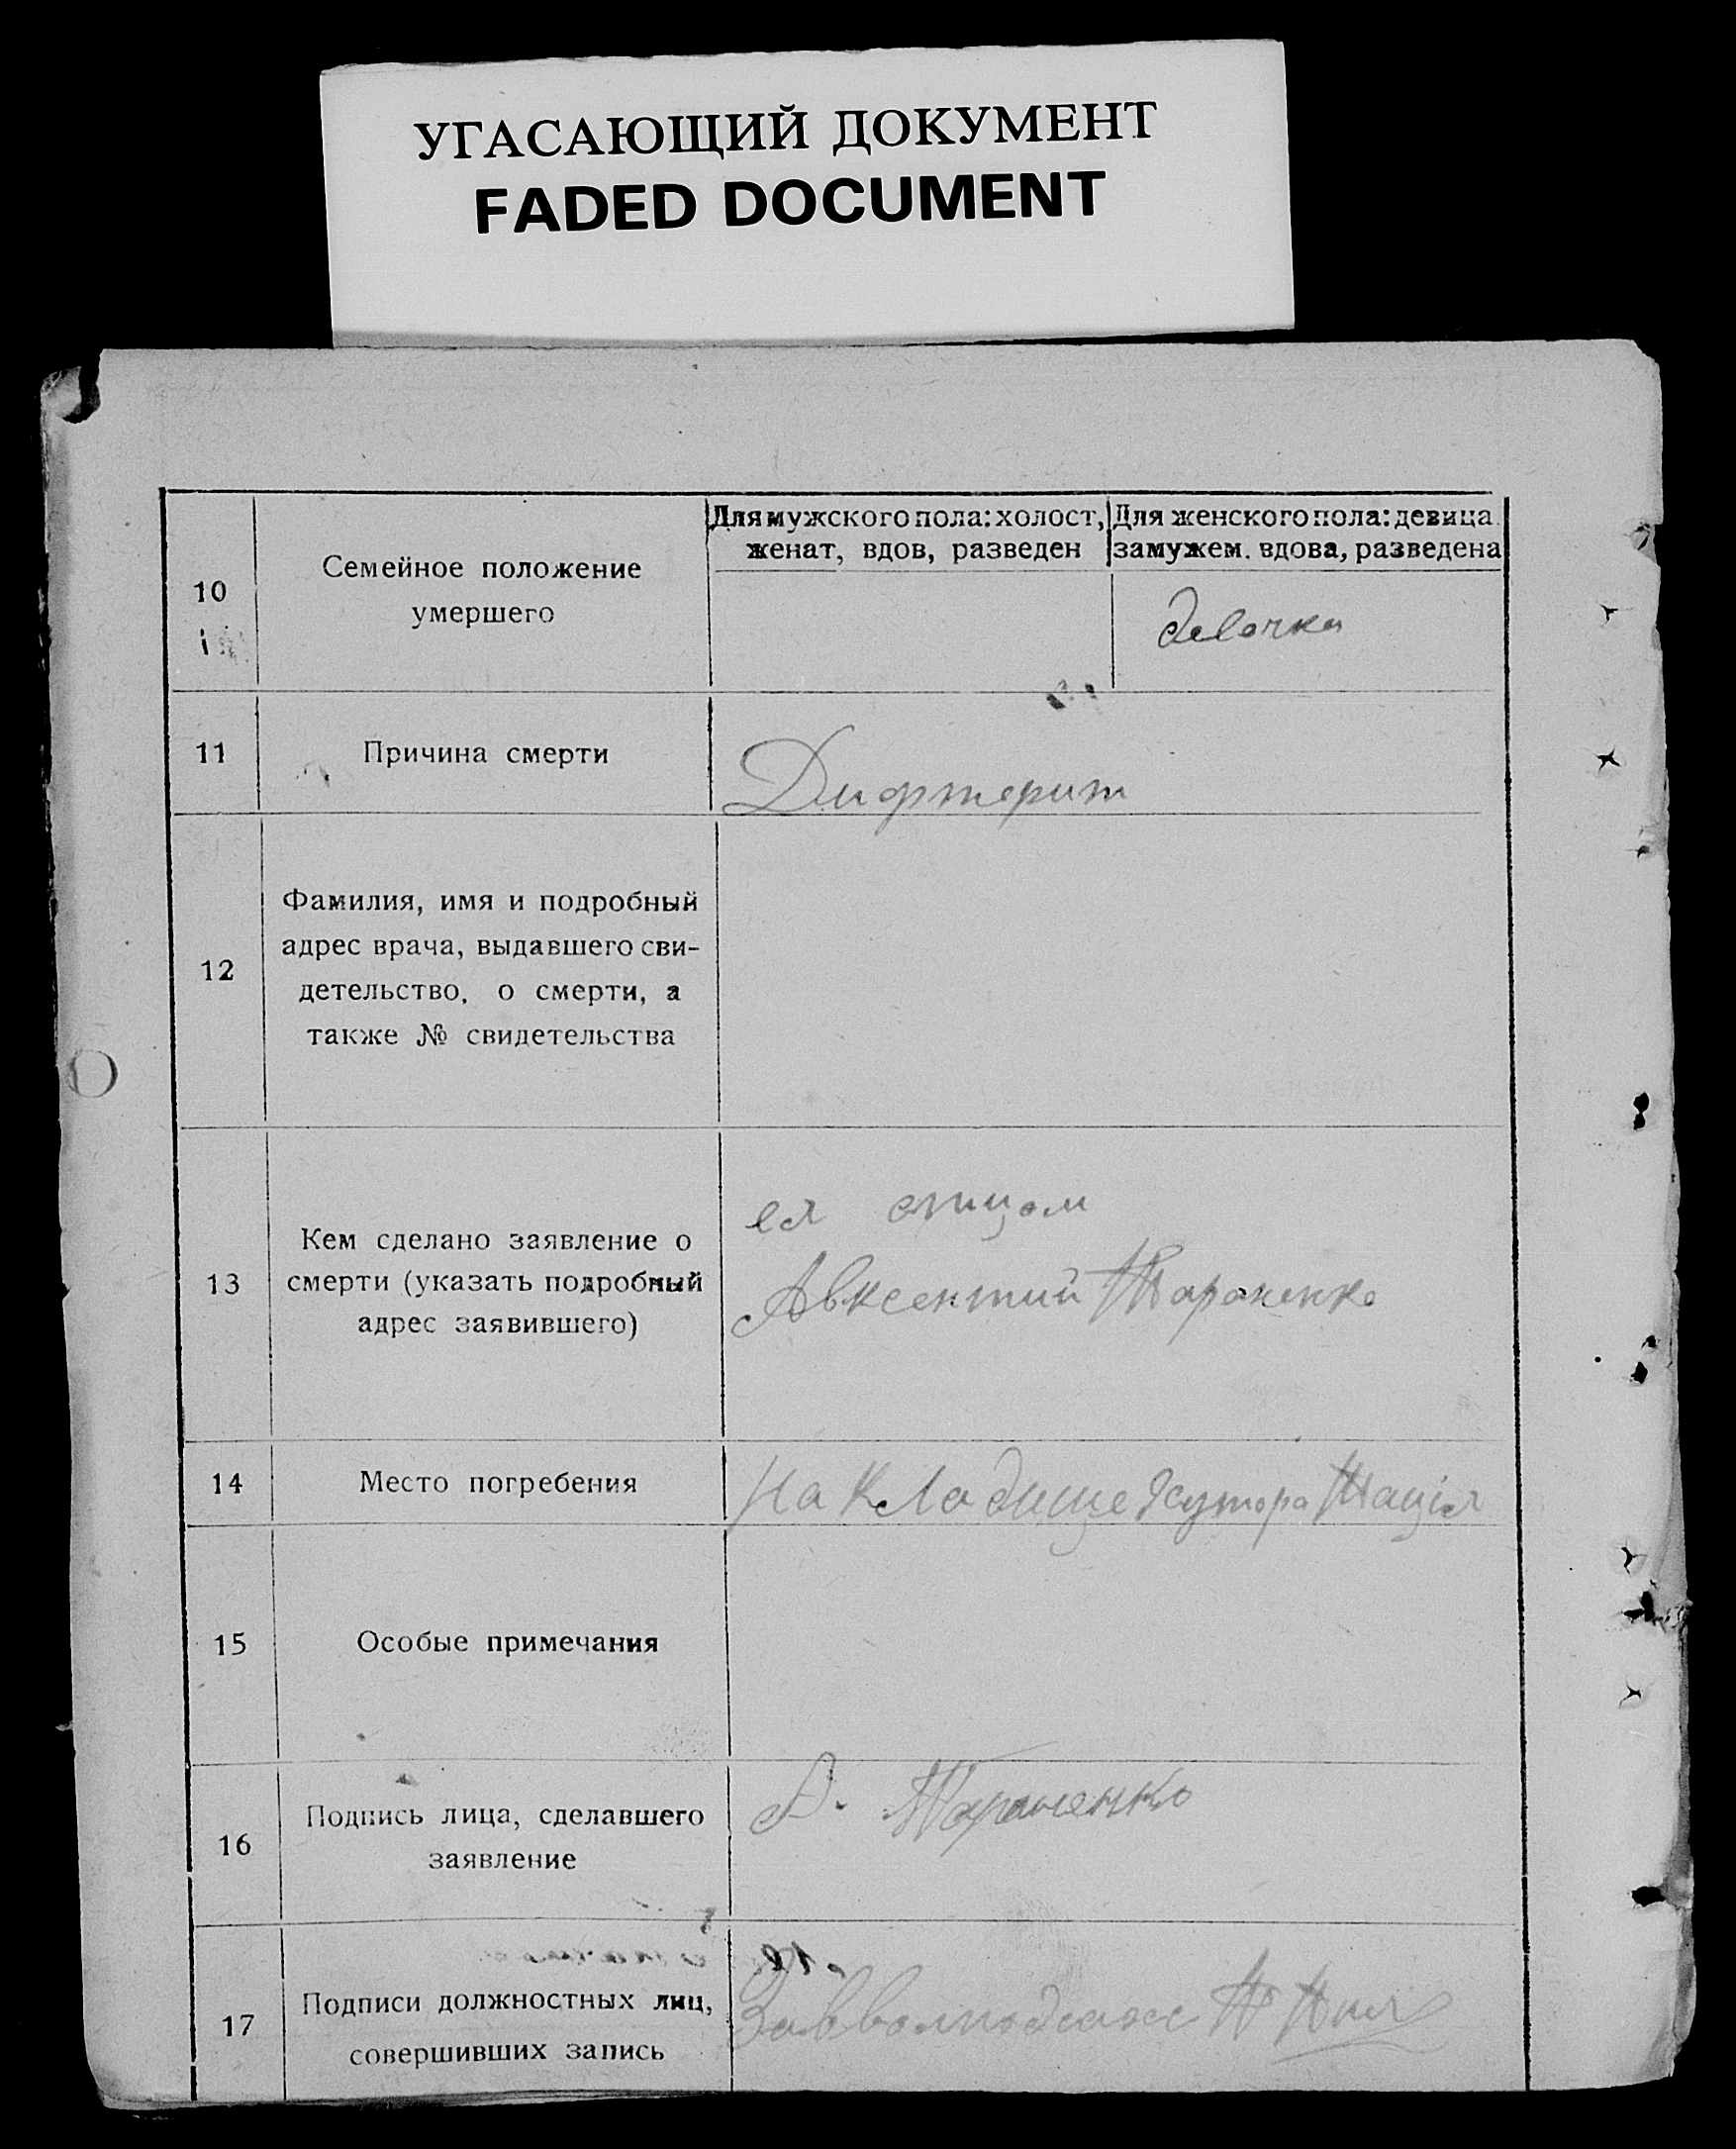 УГАСАЮЩИЙ ДОКУМЕНТ
FADED DOCUMENT
10
Семейное положение
умершего
Для мужского пола: холост,
женат, вдов, разведен
Для женского пола: девица
замужем. вдова, разведена
девочка
11
Причина смерти
Дифтерит
12
Фамилия, имя и подробный
адрес врача, выдавшего сви-
детельство, о смерти, а
также № свидетельства
13
Кем сделано заявление о
смерти (указать подробный
адрес заявившего)
ея отцом
Авксентий Тараненко
14
Место погребения
На Кладище Хутора
15
Особые примечания
16
Подпись лица, сделавшего
заявление
А. Тараненко
17
Подписи должностных лиц,
совершивших запись